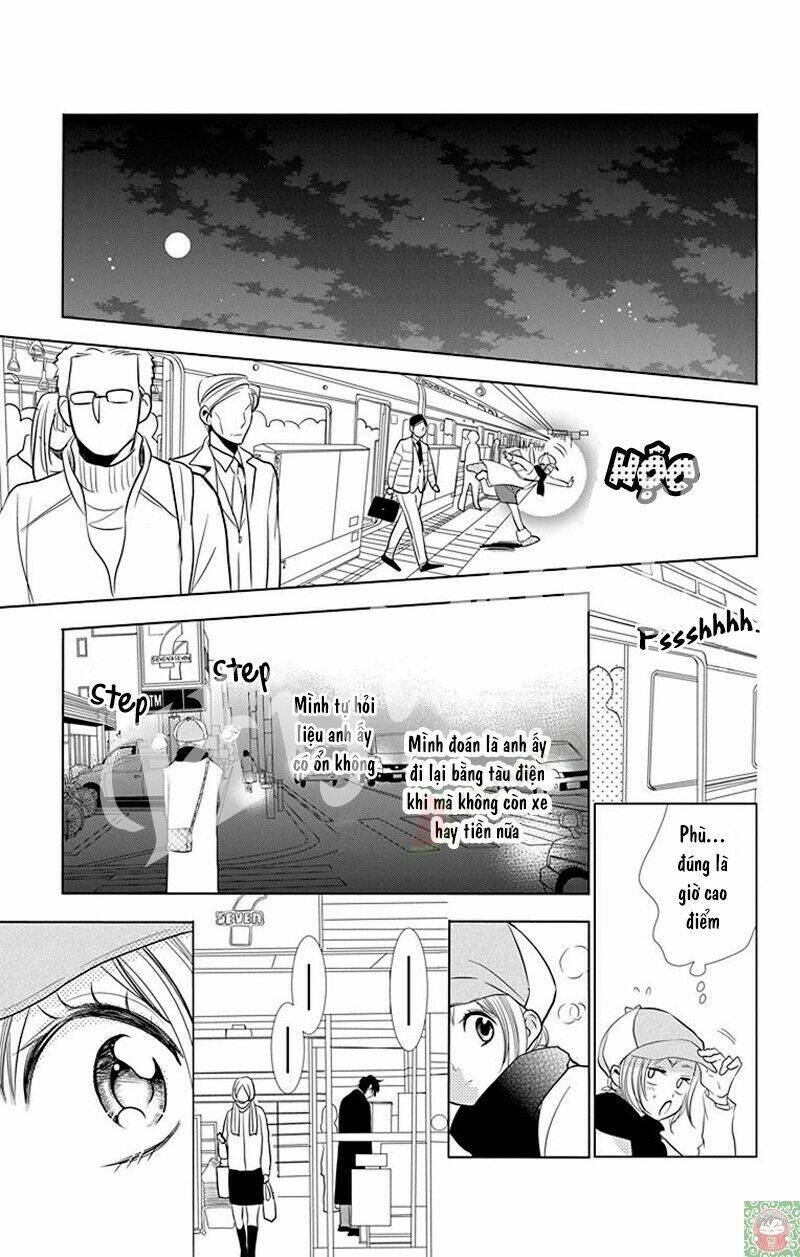 Hộc
Pssshhhh.
Phù...
đúng là
giờ cao
điểm
SEVEN & SEVEN
Step
Step
Mình tự hỏi
liệu anh ấy
có ổn không
Mình đoán là anh ấy
đi lại bằng tàu điện
khi mà không còn xe
hay tiền nữa
SEVEN